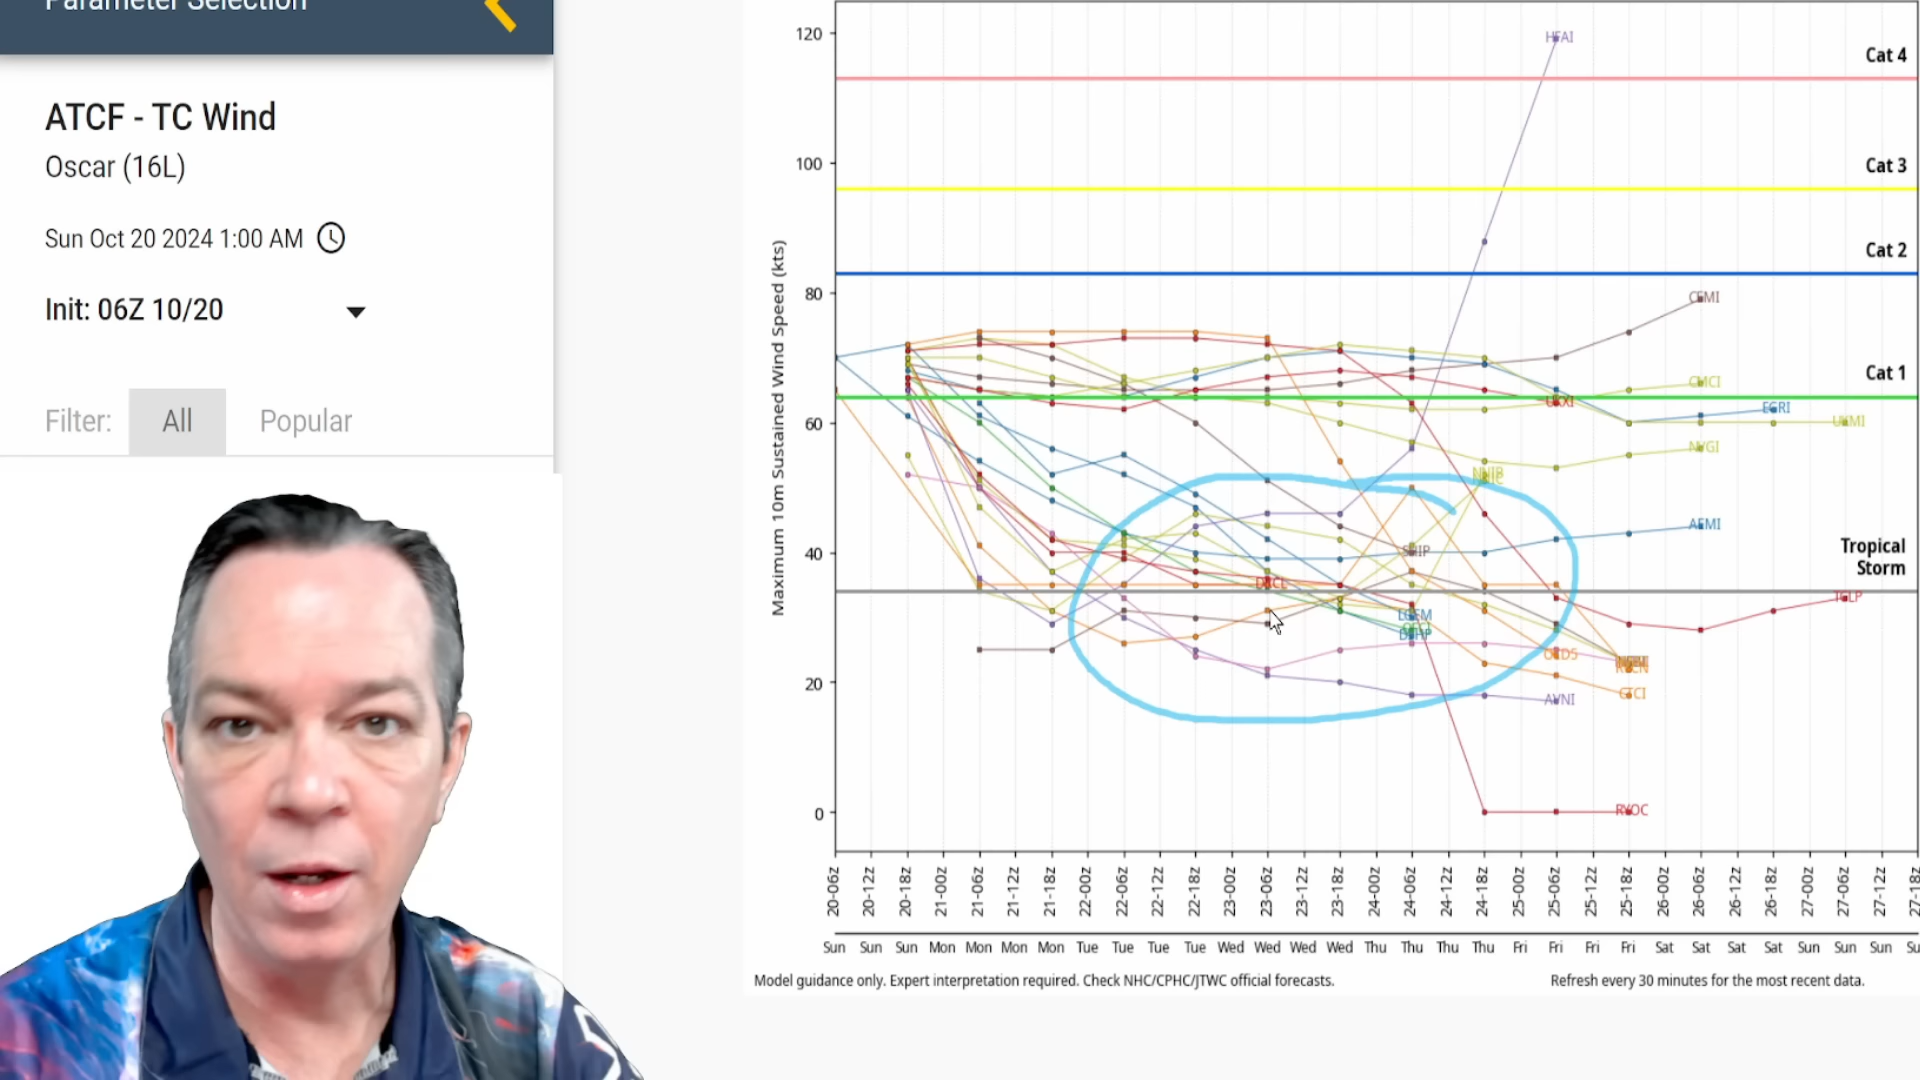 Parameter Selection
ATCF - TC Wind
Oscar (16L)
Sun Oct 20 2024 1:00 AM
Init: 06Z 10/20
Filter: All Popular
Maximum 10m Sustained Wind Speed (kts)
120
100
80
60
40
20
0
Cat 4
Cat 3
Cat 2
Cat 1
Tropical
Storm
HFAI
CEMI
CMCI
UXXI
EGRI
UKMI
NVGI
AEMI
SHIP
LGEM
DSHP
OCD5
AVNI
CTCI
RYOC
20-06z 20-12z 20-18z 21-00z 21-06z 21-12z 21-18z 22-00z 22-06z 22-12z 22-18z 23-00z 23-06z 23-12z 23-18z 24-00z 24-06z 24-12z 24-18z 25-00z 25-06z 25-12z 25-18z 26-00z 26-06z 26-12z 26-18z 27-00z 27-06z 27-12z 27-18z
Sun Sun Sun Mon Mon Mon Mon Tue Tue Tue Tue Wed Wed Wed Wed Thu Thu Thu Thu Fri Fri Fri Fri Sat Sat Sat Sat Sun Sun Sun Su
Model guidance only. Expert interpretation required. Check NHC/CPHC/JTWC official forecasts.
Refresh every 30 minutes for the most recent data.